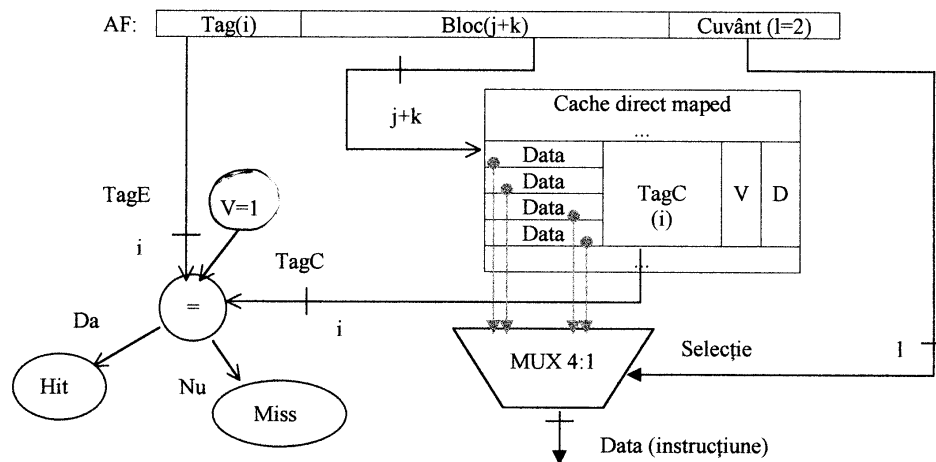 AF: Tag(i) Bloc(j+k) Cuvânt (l=2)
j+k
Cache direct maped
...
Data
Data
Data
Data
TagC
(i)
V D
...
TagE
i
V=1
TagC
i
=
Da
Nu
Hit
Miss
MUX 4:1
Selecție
l
Data (instrucțiune)